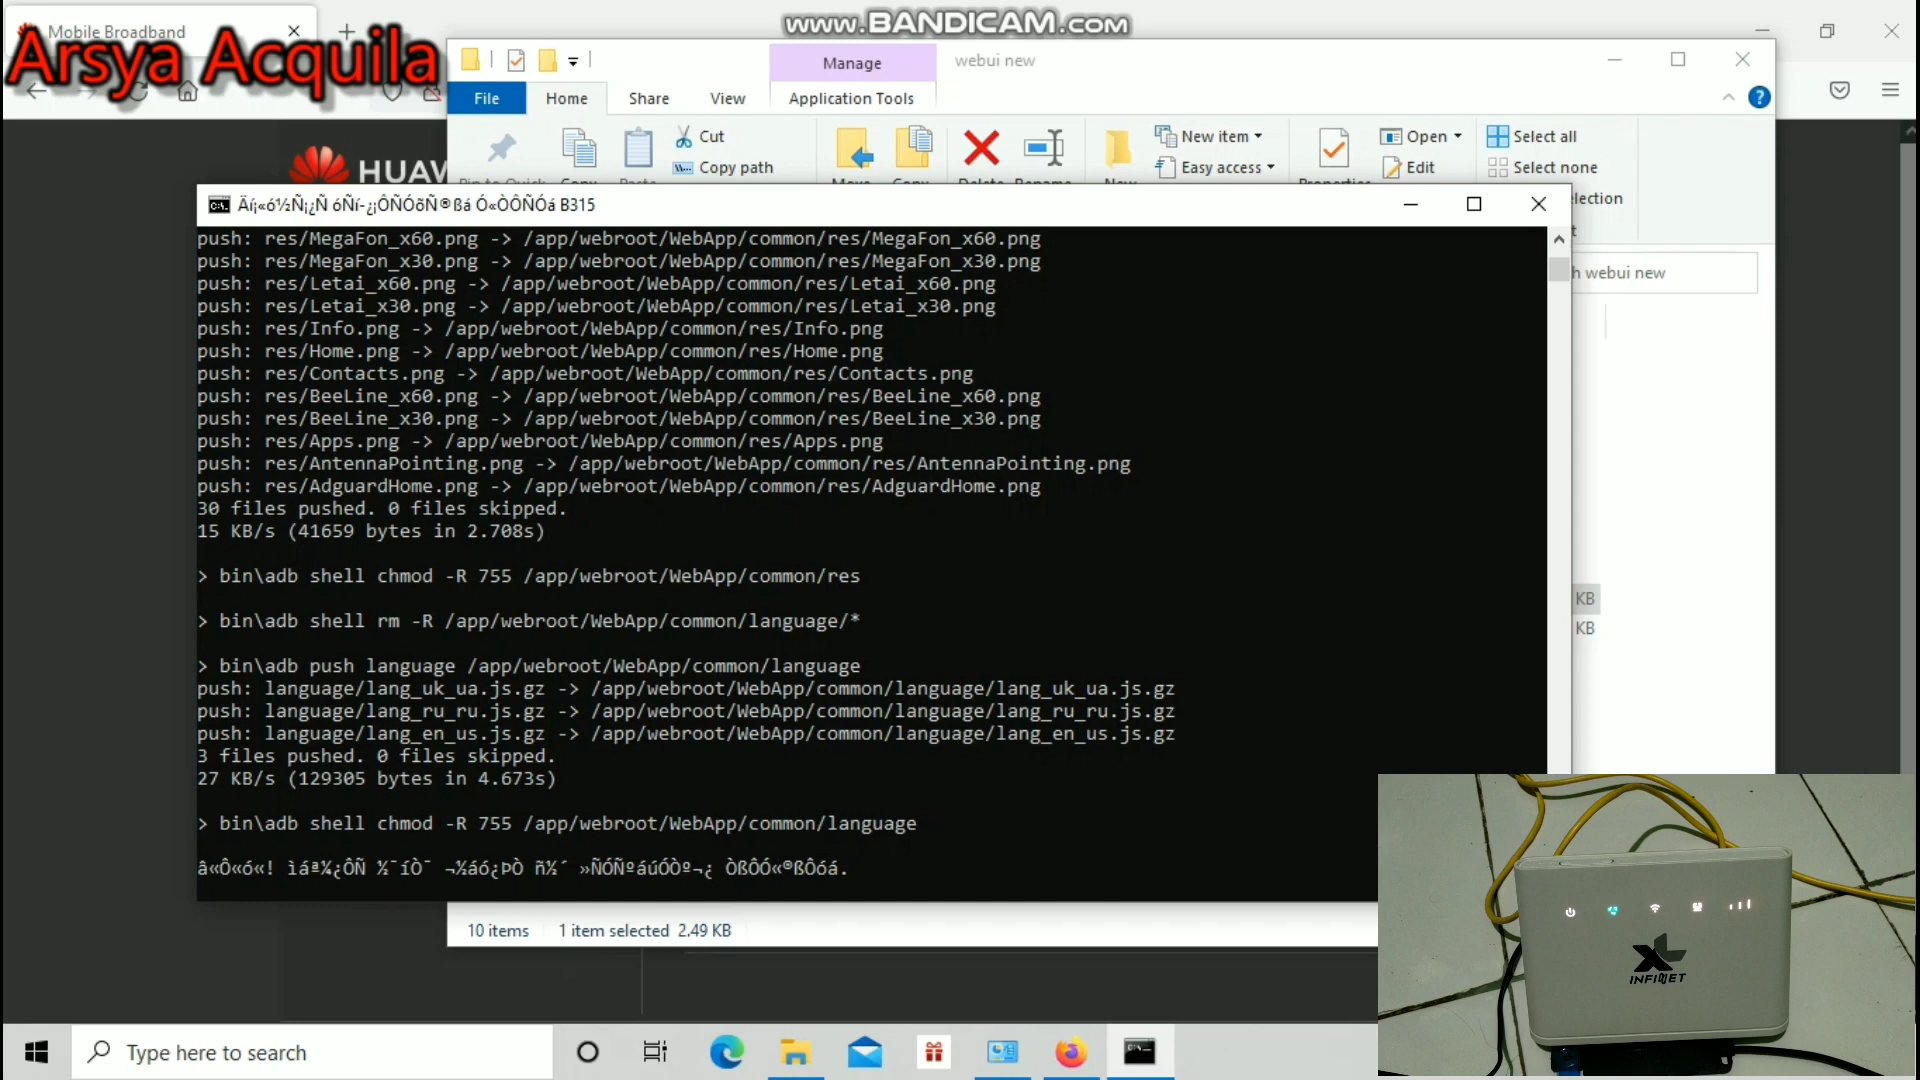 www.BANDICAM.com
Mobile Broadband
Arsya Acquila
Manage
webui new
File
Home
Share
View
Application Tools
Cut
Copy path
New item
Easy access
Open
Edit
Select all
Select none
HUAW
Äí¡«ó½Ñ¡¿Ñ óÑí-¿¡ÔÑÓõÑ®ßá Ó«ÒÔÑÓá B315
h webui new
push: res/MegaFon_x60.png -> /app/webroot/WebApp/common/res/MegaFon_x60.png
push: res/MegaFon_x30.png -> /app/webroot/WebApp/common/res/MegaFon_x30.png
push: res/Letai_x60.png -> /app/webroot/WebApp/common/res/Letai_x60.png
push: res/Letai_x30.png -> /app/webroot/WebApp/common/res/Letai_x30.png
push: res/Info.png -> /app/webroot/WebApp/common/res/Info.png
push: res/Home.png -> /app/webroot/WebApp/common/res/Home.png
push: res/Contacts.png -> /app/webroot/WebApp/common/res/Contacts.png
push: res/BeeLine_x60.png -> /app/webroot/WebApp/common/res/BeeLine_x60.png
push: res/BeeLine_x30.png -> /app/webroot/WebApp/common/res/BeeLine_x30.png
push: res/Apps.png -> /app/webroot/WebApp/common/res/Apps.png
push: res/AntennaPointing.png -> /app/webroot/WebApp/common/res/AntennaPointing.png
push: res/AdguardHome.png -> /app/webroot/WebApp/common/res/AdguardHome.png
30 files pushed. 0 files skipped.
15 KB/s (41659 bytes in 2.708s)
> bin\adb shell chmod -R 755 /app/webroot/WebApp/common/res
> bin\adb shell rm -R /app/webroot/WebApp/common/language/*
> bin\adb push language /app/webroot/WebApp/common/language
push: language/lang_uk_ua.js.gz -> /app/webroot/WebApp/common/language/lang_uk_ua.js.gz
push: language/lang_ru_ru.js.gz -> /app/webroot/WebApp/common/language/lang_ru_ru.js.gz
push: language/lang_en_us.js.gz -> /app/webroot/WebApp/common/language/lang_en_us.js.gz
3 files pushed. 0 files skipped.
27 KB/s (129305 bytes in 4.673s)
> bin\adb shell chmod -R 755 /app/webroot/WebApp/common/language
KB
KB
10 items
1 item selected 2.49 KB
XL
INFINET
Type here to search